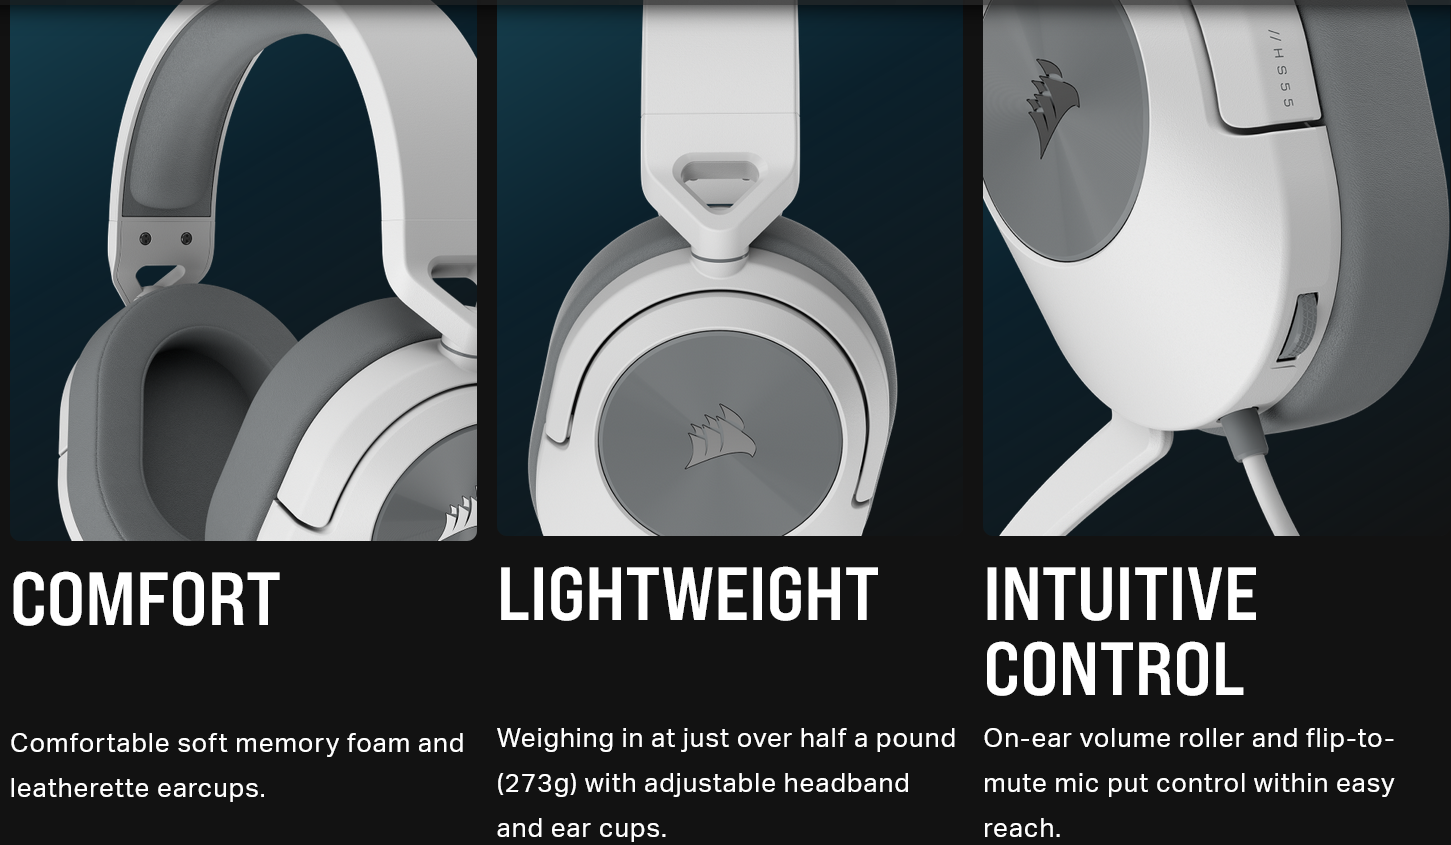 // HS55
COMFORT
Comfortable soft memory foam and
leatherette earcups.
LIGHTWEIGHT
Weighing in at just over half a pound
(273g) with adjustable headband
and ear cups.
INTUITIVE
CONTROL
On-ear volume roller and flip-to-
mute mic put control within easy
reach.